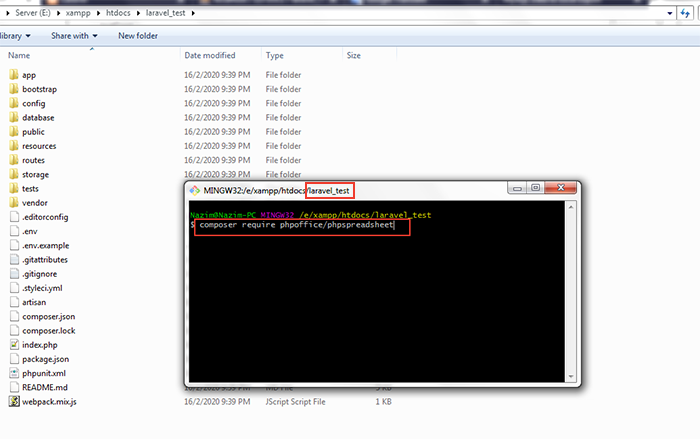 Server (E:) ▸ xampp ▸ htdocs ▸ laravel_test
library Share with New folder
Name Date modified Type Size
app 16/2/2020 9:39 PM File folder
bootstrap 16/2/2020 9:39 PM File folder
config 16/2/2020 9:39 PM File folder
database 16/2/2020 9:39 PM File folder
public 16/2/2020 9:39 PM File folder
resources 16/2/2020 9:39 PM File folder
routes 16/2/2020 9:39 PM File folder
storage 16/2/2020 9:39 PM File folder
tests
vendor
.editorconfig
.env
.env.example
.gitattributes
.gitignore
.styleci.yml
artisan
composer.json
composer.lock
index.php
package.json
phpunit.xml
README.md
webpack.mix.js 16/2/2020 9:39 PM JScript Script File 1 KB
MINGW32:/e/xampp/htdocs/laravel_test
Nazim@Nazim-PC MINGW32 /e/xampp/htdocs/laravel_test
$ composer require phpoffice/phpspreadsheet